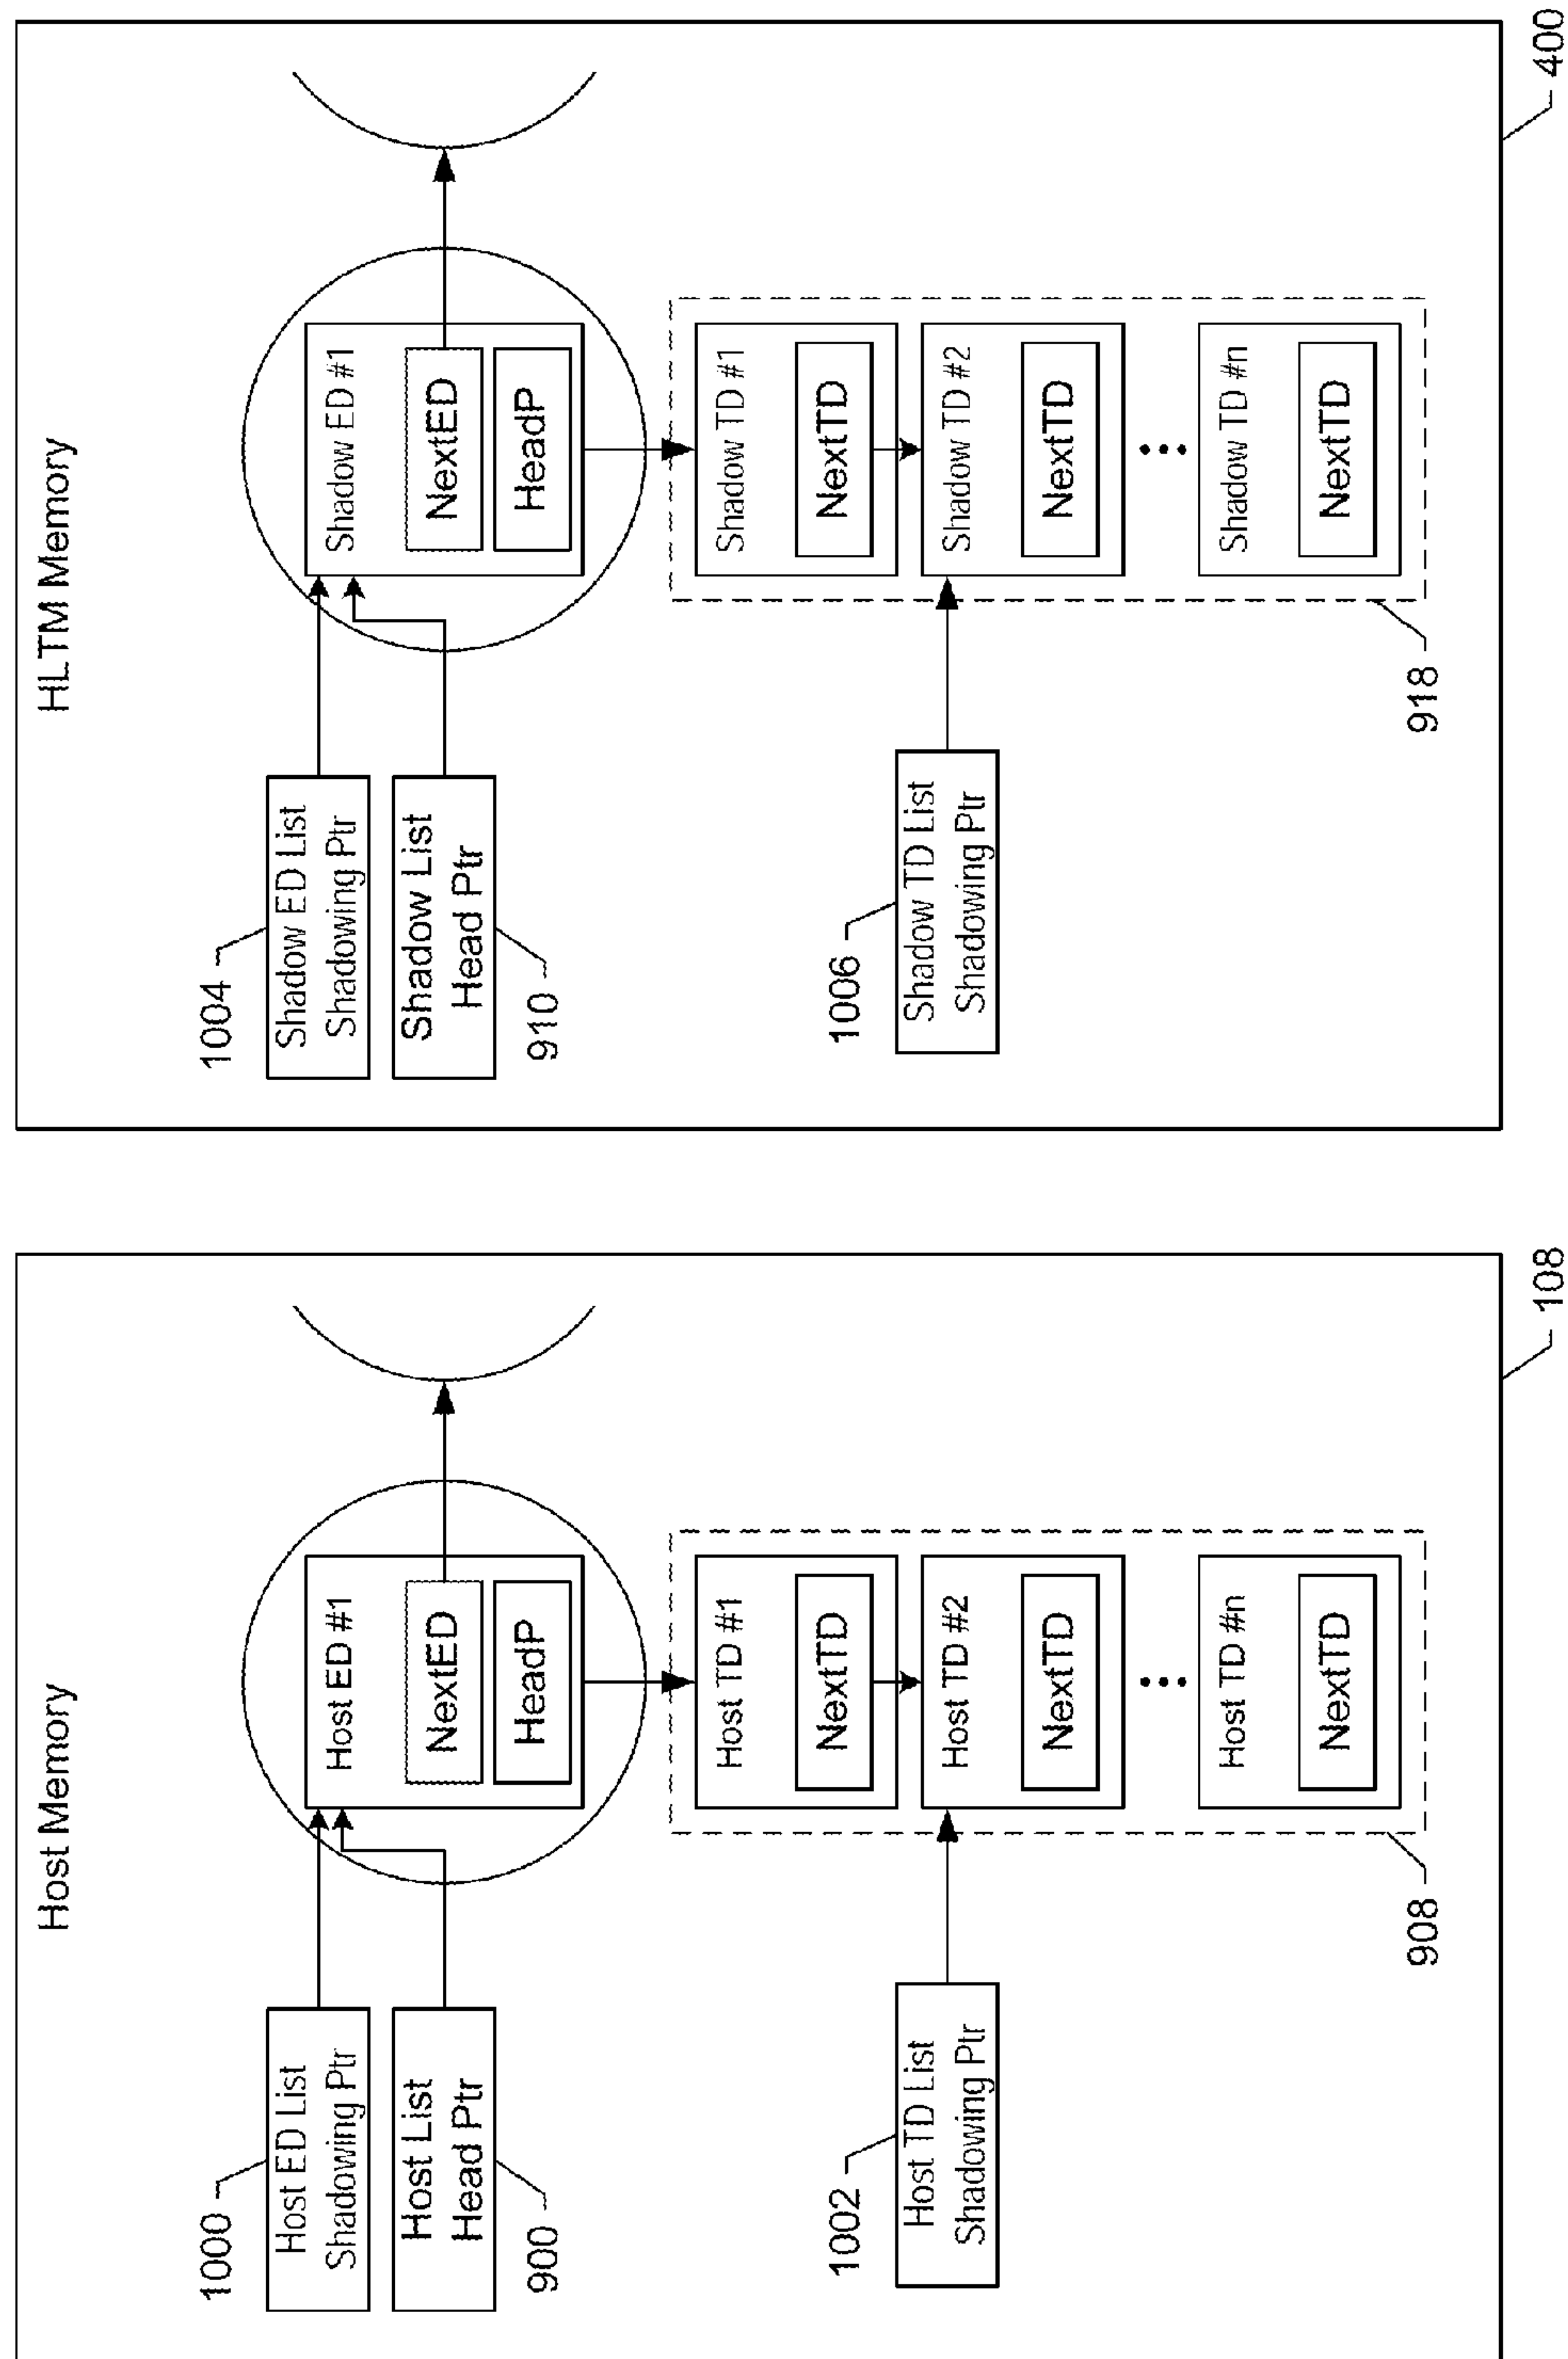 Host Memory
1000
Host ED List
Shadowing Ptr
Host List
Head Ptr
900
Host ED #1
NextED
HeadP
1002
Host TD List
Shadowing Ptr
Host TD #1
NextTD
Host TD #2
NextTD
Host TD #n
NextTD
908
108
HLTM Memory
1004
Shadow ED List
Shadowing Ptr
Shadow List
Head Ptr
910
Shadow ED #1
NextED
HeadP
1006
Shadow TD List
Shadowing Ptr
Shadow TD #1
NextTD
Shadow TD #2
NextTD
Shadow TD #n
NextTD
918
400